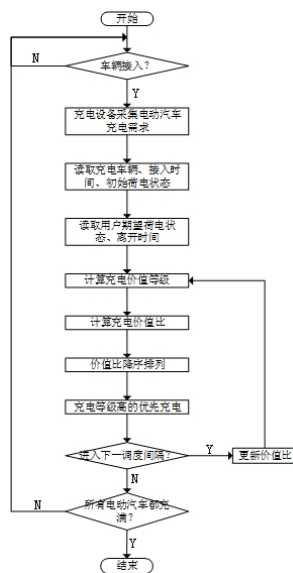 开始
N
车辆接入？
Y
充电设备采集电动汽车
充电需求
读取充电车辆、接入时
间、初始荷电状态
读取用户期望荷电状
态、离开时间
计算充电价值等级
计算充电价值比
价值比降序排列
充电等级高的优先充电
进入下一调度间隔？
Y
更新价值比
N
所有电动汽车都充
满？
N
Y
结束